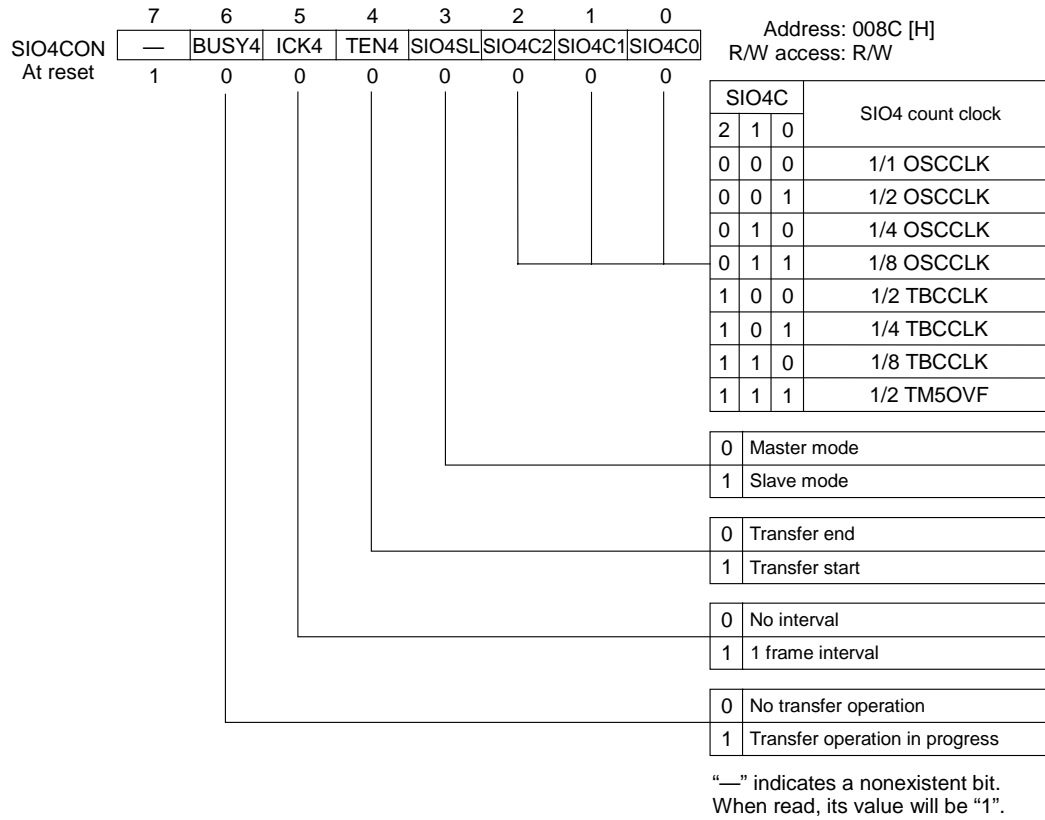 7 6 5 4 3 2 1 0
Address: 008C [H]
SIO4CON — BUSY4 ICK4 TEN4 SIO4SL SIO4C2 SIO4C1 SIO4C0
R/W access: R/W
At reset 1 0 0 0 0 0 0 0
SIO4C SIO4 count clock
2 1 0
0 0 0 1/1 OSCCLK
0 0 1 1/2 OSCCLK
0 1 0 1/4 OSCCLK
0 1 1 1/8 OSCCLK
1 0 0 1/2 TBCCLK
1 0 1 1/4 TBCCLK
1 1 0 1/8 TBCCLK
1 1 1 1/2 TM5OVF
0 Master mode
1 Slave mode
0 Transfer end
1 Transfer start
0 No interval
1 1 frame interval
0 No transfer operation
1 Transfer operation in progress
“—” indicates a nonexistent bit.
When read, its value will be “1”.